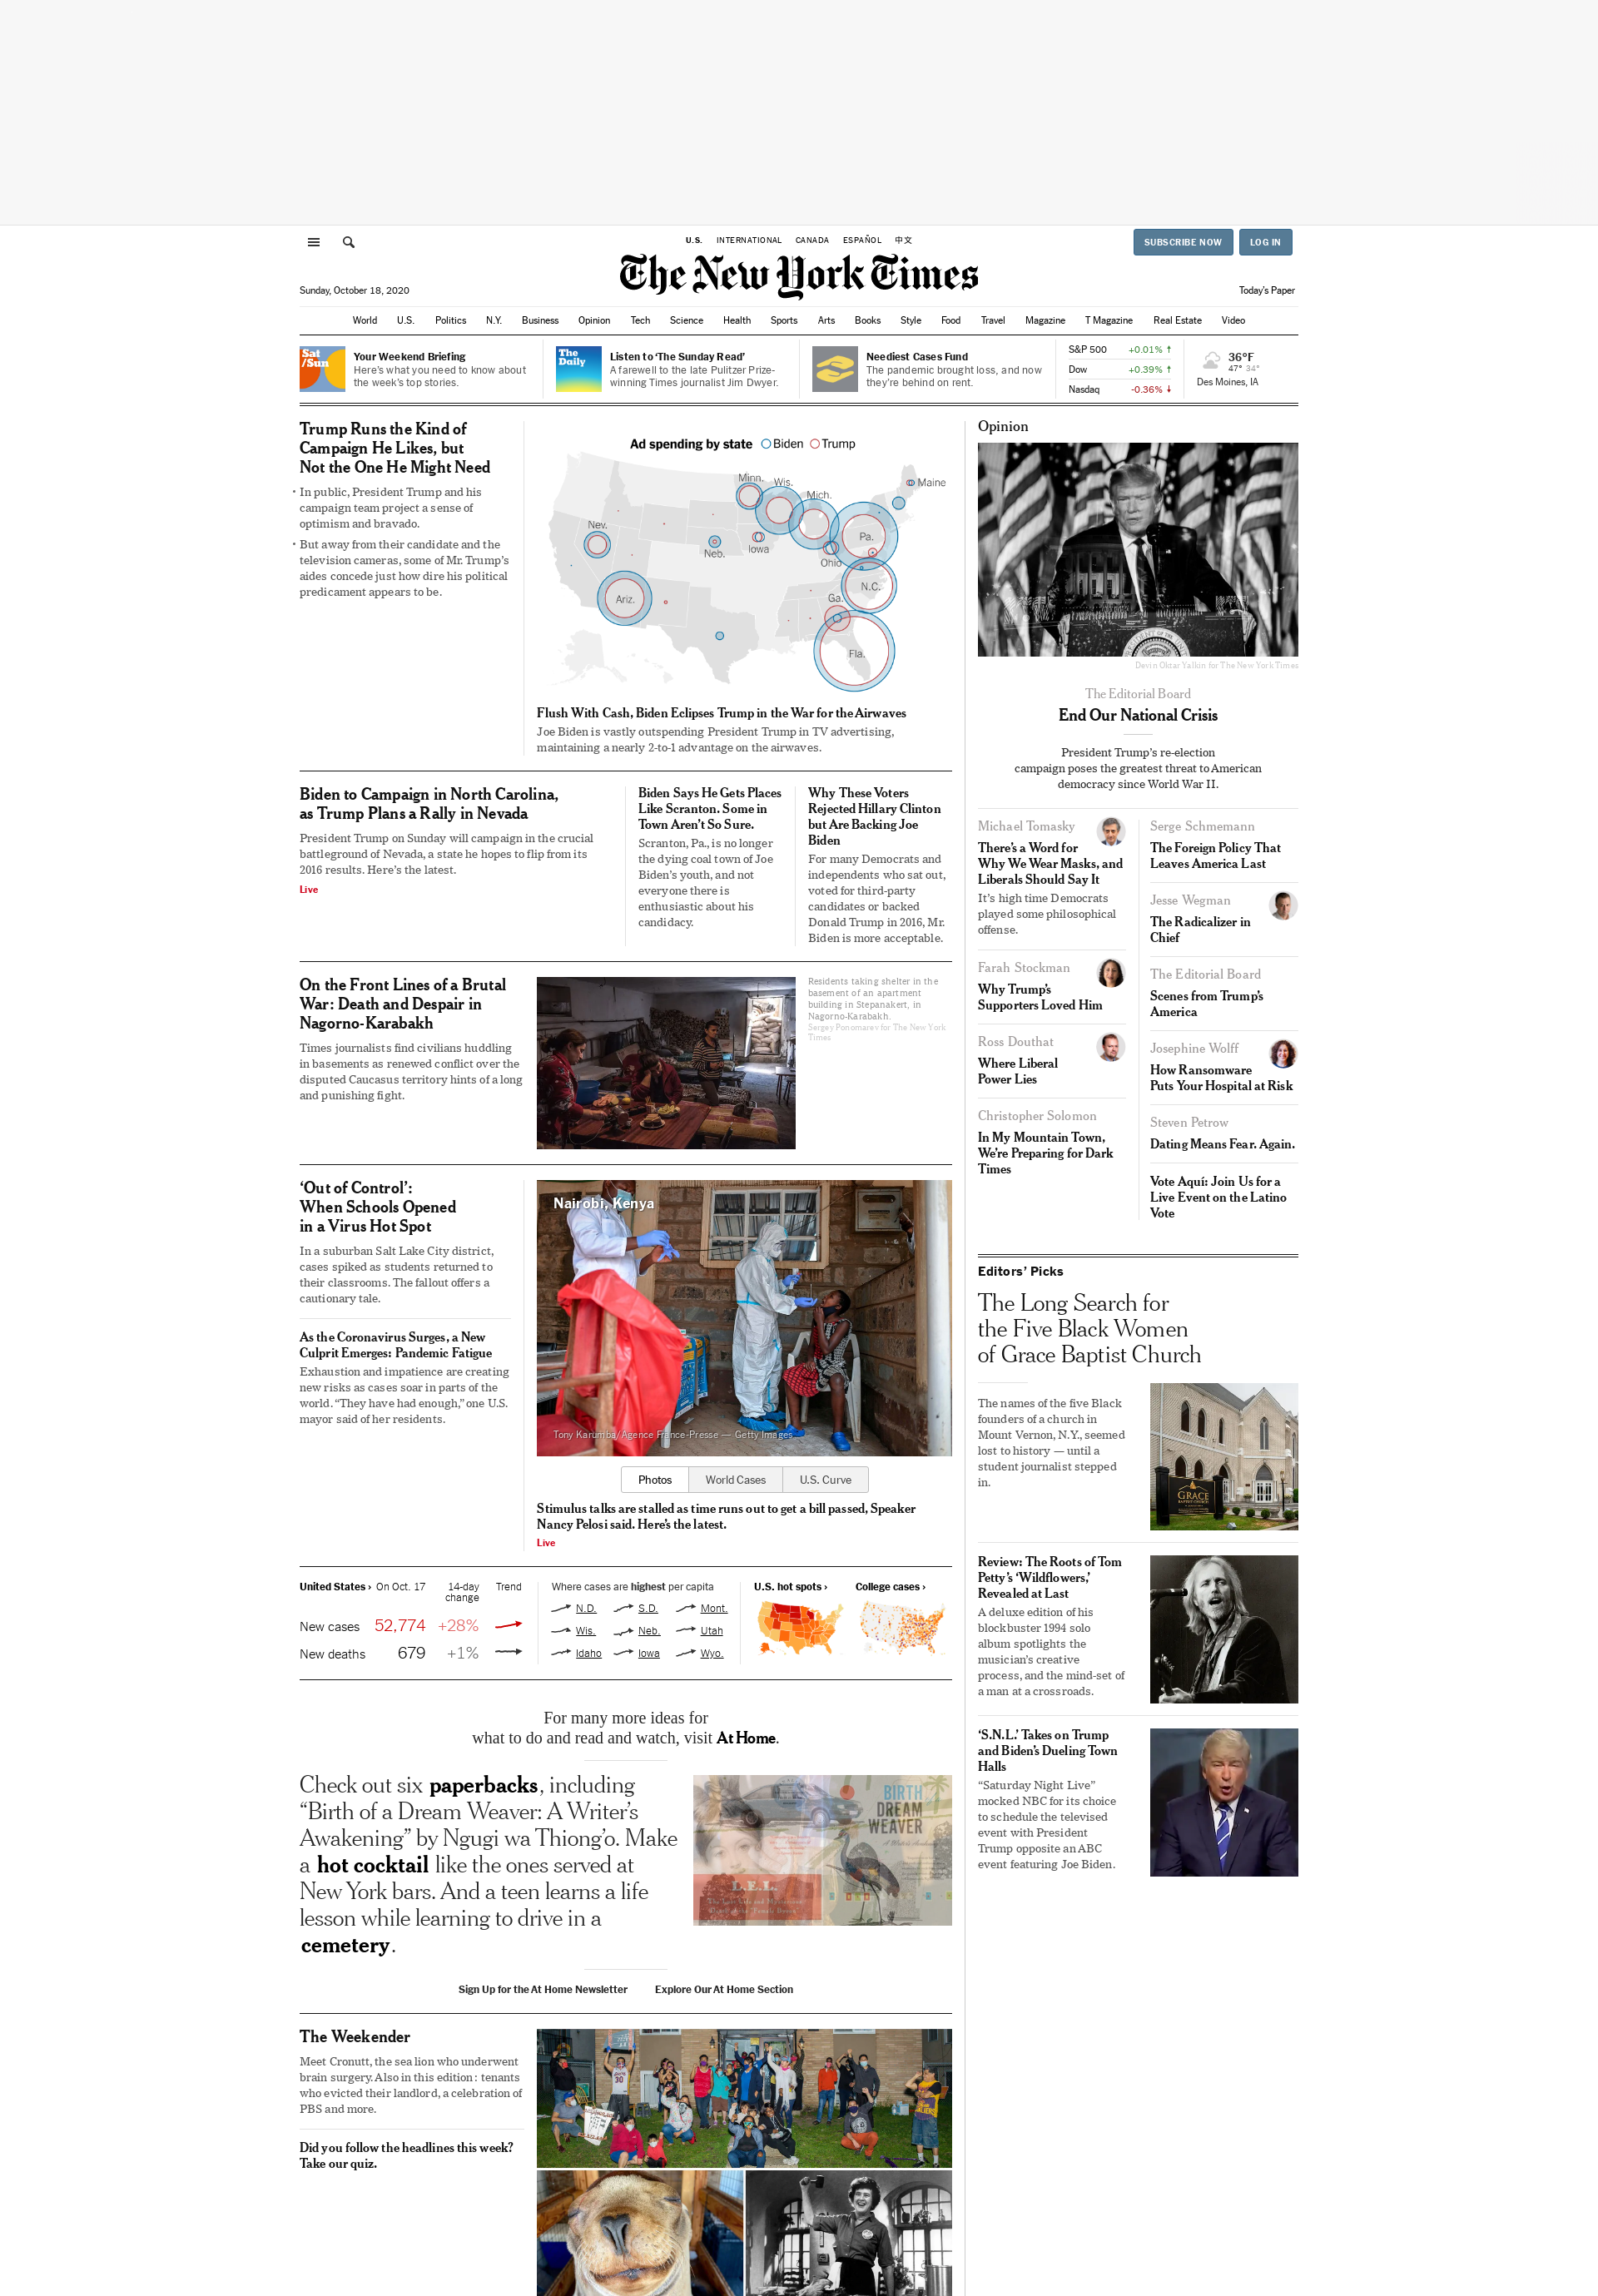 U.S. INTERNATIONAL CANADA ESPAÑOL 中文
SUBSCRIBE NOW LOG IN
The New York Times
Sunday, October 18, 2020
Today's Paper
World U.S. Politics N.Y. Business Opinion Tech Science Health Sports Arts Books Style Food Travel Magazine T Magazine Real Estate Video
Sat
/Sun
Your Weekend Briefing
Here's what you need to know about
the week's top stories.
The
Daily
Listen to 'The Sunday Read'
A farewell to the late Pulitzer Prize-
winning Times journalist Jim Dwyer.
Neediest Cases Fund
The pandemic brought loss, and now
they're behind on rent.
S&P 500 +0.01%
Dow +0.39%
Nasdaq -0.36%
36°F
47° 34°
Des Moines, IA
Trump Runs the Kind of
Campaign He Likes, but
Not the One He Might Need
• In public, President Trump and his
campaign team project a sense of
optimism and bravado.
• But away from their candidate and the
television cameras, some of Mr. Trump's
aides concede just how dire his political
predicament appears to be.
Ad spending by state Biden Trump
Minn.
Wis.
Mich.
Maine
Nev.
Neb.
Iowa
Ohio
Pa.
Ariz.
N.C.
Ga.
Fla.
Flush With Cash, Biden Eclipses Trump in the War for the Airwaves
Joe Biden is vastly outspending President Trump in TV advertising,
maintaining a nearly 2-to-1 advantage on the airwaves.
Biden to Campaign in North Carolina,
as Trump Plans a Rally in Nevada
President Trump on Sunday will campaign in the crucial
battleground of Nevada, a state he hopes to flip from its
2016 results. Here's the latest.
Live
Biden Says He Gets Places
Like Scranton. Some in
Town Aren't So Sure.
Scranton, Pa., is no longer
the dying coal town of Joe
Biden's youth, and not
everyone there is
enthusiastic about his
candidacy.
Why These Voters
Rejected Hillary Clinton
but Are Backing Joe
Biden
For many Democrats and
independents who sat out,
voted for third-party
candidates or backed
Donald Trump in 2016, Mr.
Biden is more acceptable.
On the Front Lines of a Brutal
War: Death and Despair in
Nagorno-Karabakh
Times journalists find civilians huddling
in basements as renewed conflict over the
disputed Caucasus territory hints of a long
and punishing fight.
Residents taking shelter in the
basement of an apartment
building in Stepanakert, in
Nagorno-Karabakh.
Sergey Ponomarev for The New York
Times
'Out of Control':
When Schools Opened
in a Virus Hot Spot
In a suburban Salt Lake City district,
cases spiked as students returned to
their classrooms. The fallout offers a
cautionary tale.
As the Coronavirus Surges, a New
Culprit Emerges: Pandemic Fatigue
Exhaustion and impatience are creating
new risks as cases soar in parts of the
world. "They have had enough," one U.S.
mayor said of her residents.
Nairobi, Kenya
Tony Karumba/Agence France-Presse — Getty Images
Photos World Cases U.S. Curve
Stimulus talks are stalled as time runs out to get a bill passed, Speaker
Nancy Pelosi said. Here's the latest.
Live
United States › On Oct. 17 14-day
change Trend
New cases 52,774 +28%
New deaths 679 +1%
Where cases are highest per capita
N.D. S.D. Mont.
Wis. Neb. Utah
Idaho Iowa Wyo.
U.S. hot spots ›
College cases ›
For many more ideas for
what to do and read and watch, visit At Home.
Check out six paperbacks, including
“Birth of a Dream Weaver: A Writer’s
Awakening” by Ngugi wa Thiong’o. Make
a hot cocktail like the ones served at
New York bars. And a teen learns a life
lesson while learning to drive in a
cemetery.
BIRTH
DREAM
WEAVER
L.E.L.
Sign Up for the At Home Newsletter Explore Our At Home Section
The Weekender
Meet Cronutt, the sea lion who underwent
brain surgery. Also in this edition: tenants
who evicted their landlord, a celebration of
PBS and more.
Did you follow the headlines this week?
Take our quiz.
Opinion
Devin Oktar Yalkin for The New York Times
The Editorial Board
End Our National Crisis
President Trump's re-election
campaign poses the greatest threat to American
democracy since World War II.
Michael Tomasky
There's a Word for
Why We Wear Masks, and
Liberals Should Say It
It's high time Democrats
played some philosophical
offense.
Farah Stockman
Why Trump's
Supporters Loved Him
Ross Douthat
Where Liberal
Power Lies
Christopher Solomon
In My Mountain Town,
We're Preparing for Dark
Times
Serge Schmemann
The Foreign Policy That
Leaves America Last
Jesse Wegman
The Radicalizer in
Chief
The Editorial Board
Scenes from Trump's
America
Josephine Wolff
How Ransomware
Puts Your Hospital at Risk
Steven Petrow
Dating Means Fear. Again.
Vote Aquí: Join Us for a
Live Event on the Latino
Vote
Editors' Picks
The Long Search for
the Five Black Women
of Grace Baptist Church
The names of the five Black
founders of a church in
Mount Vernon, N.Y., seemed
lost to history — until a
student journalist stepped
in.
GRACE
Review: The Roots of Tom
Petty's 'Wildflowers,'
Revealed at Last
A deluxe edition of his
blockbuster 1994 solo
album spotlights the
musician's creative
process, and the mind-set of
a man at a crossroads.
'S.N.L.' Takes on Trump
and Biden's Dueling Town
Halls
"Saturday Night Live"
mocked NBC for its choice
to schedule the televised
event with President
Trump opposite an ABC
event featuring Joe Biden.